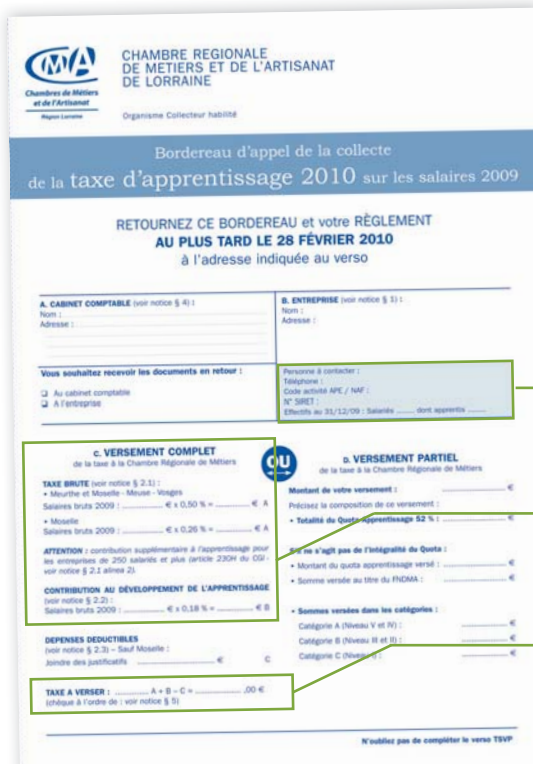 CMA
Chambres de Métiers
et de l'Artisanat
Région Lorraine
CHAMBRE REGIONALE
DE METIERS ET DE L'ARTISANAT
DE LORRAINE
Organisme Collecteur habilité
Bordereau d'appel de la collecte
de la taxe d'apprentissage 2010 sur les salaires 2009
RETOURNEZ CE BORDEREAU et votre RÈGLEMENT
AU PLUS TARD LE 28 FÉVRIER 2010
à l'adresse indiquée au verso
A. CABINET COMPTABLE (voir notice § 4) :
Nom :
Adresse :
Vous souhaitez recevoir les documents en retour :
❑ Au cabinet comptable
❑ A l'entreprise
B. ENTREPRISE (voir notice § 1) :
Nom :
Adresse :
Personne à contacter :
Téléphone :
Code activité APE / NAF :
N° SIRET :
Effectifs au 31/12/09 : Salariés ........ dont apprentis ........
C. VERSEMENT COMPLET
de la taxe à la Chambre Régionale de Métiers
TAXE BRUTE (voir notice § 2.1) :
• Meurthe et Moselle - Meuse - Vosges
Salaires bruts 2009 : ............ € x 0,50 % = ............ € A
• Moselle
Salaires bruts 2009 : ............ € x 0,26 % = ............ € A
ATTENTION : contribution supplémentaire à l'apprentissage pour
les entreprises de 250 salariés et plus (article 230H du CGI -
voir notice § 2.1 alinea 2).
CONTRIBUTION AU DÉVELOPPEMENT DE L'APPRENTISSAGE
(voir notice § 2.2) :
Salaires bruts 2009 : ............ € x 0,18 % = ............ € B
DEPENSES DEDUCTIBLES
(voir notice § 2.3) – Sauf Moselle :
Joindre des justificatifs ............ € C
TAXE A VERSER : ............ A + B – C = ............ ,00 €
(chèque à l'ordre de : voir notice § 5)
OU
D. VERSEMENT PARTIEL
de la taxe à la Chambre Régionale de Métiers
Montant de votre versement : ............ €
Précisez la composition de ce versement :
• Totalité du Quota Apprentissage 52 % : ............ €
S'il ne s'agit pas de l'intégralité du Quota :
• Montant du quota apprentissage versé : ............ €
• Somme versée au titre du FNDMA : ............ €
• Sommes versées dans les catégories :
Catégorie A (Niveau V et IV) : ............ €
Catégorie B (Niveau III et II) : ............ €
Catégorie C (Niveau I) : ............ €
N'oubliez pas de compléter le verso TSVP